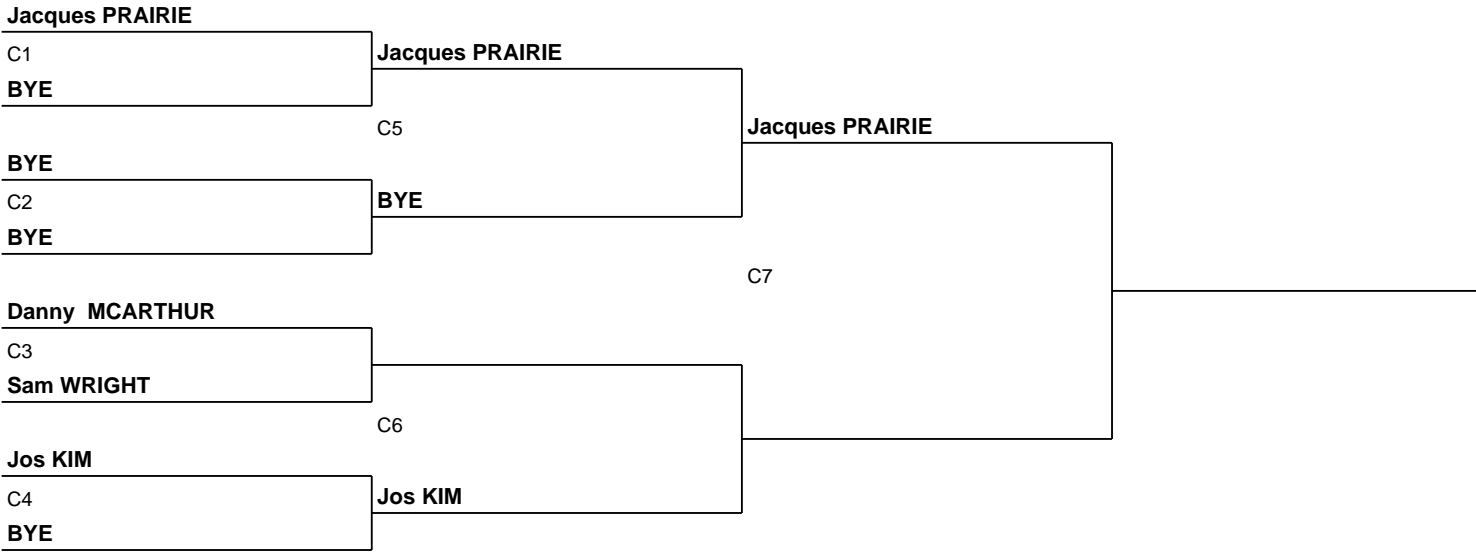 Jacques PRAIRIE
C1
BYE
Jacques PRAIRIE
C5
BYE
C2
BYE
BYE
Jacques PRAIRIE
C7
Danny  MCARTHUR
C3
Sam WRIGHT
C6
Jos KIM
C4
BYE
Jos KIM